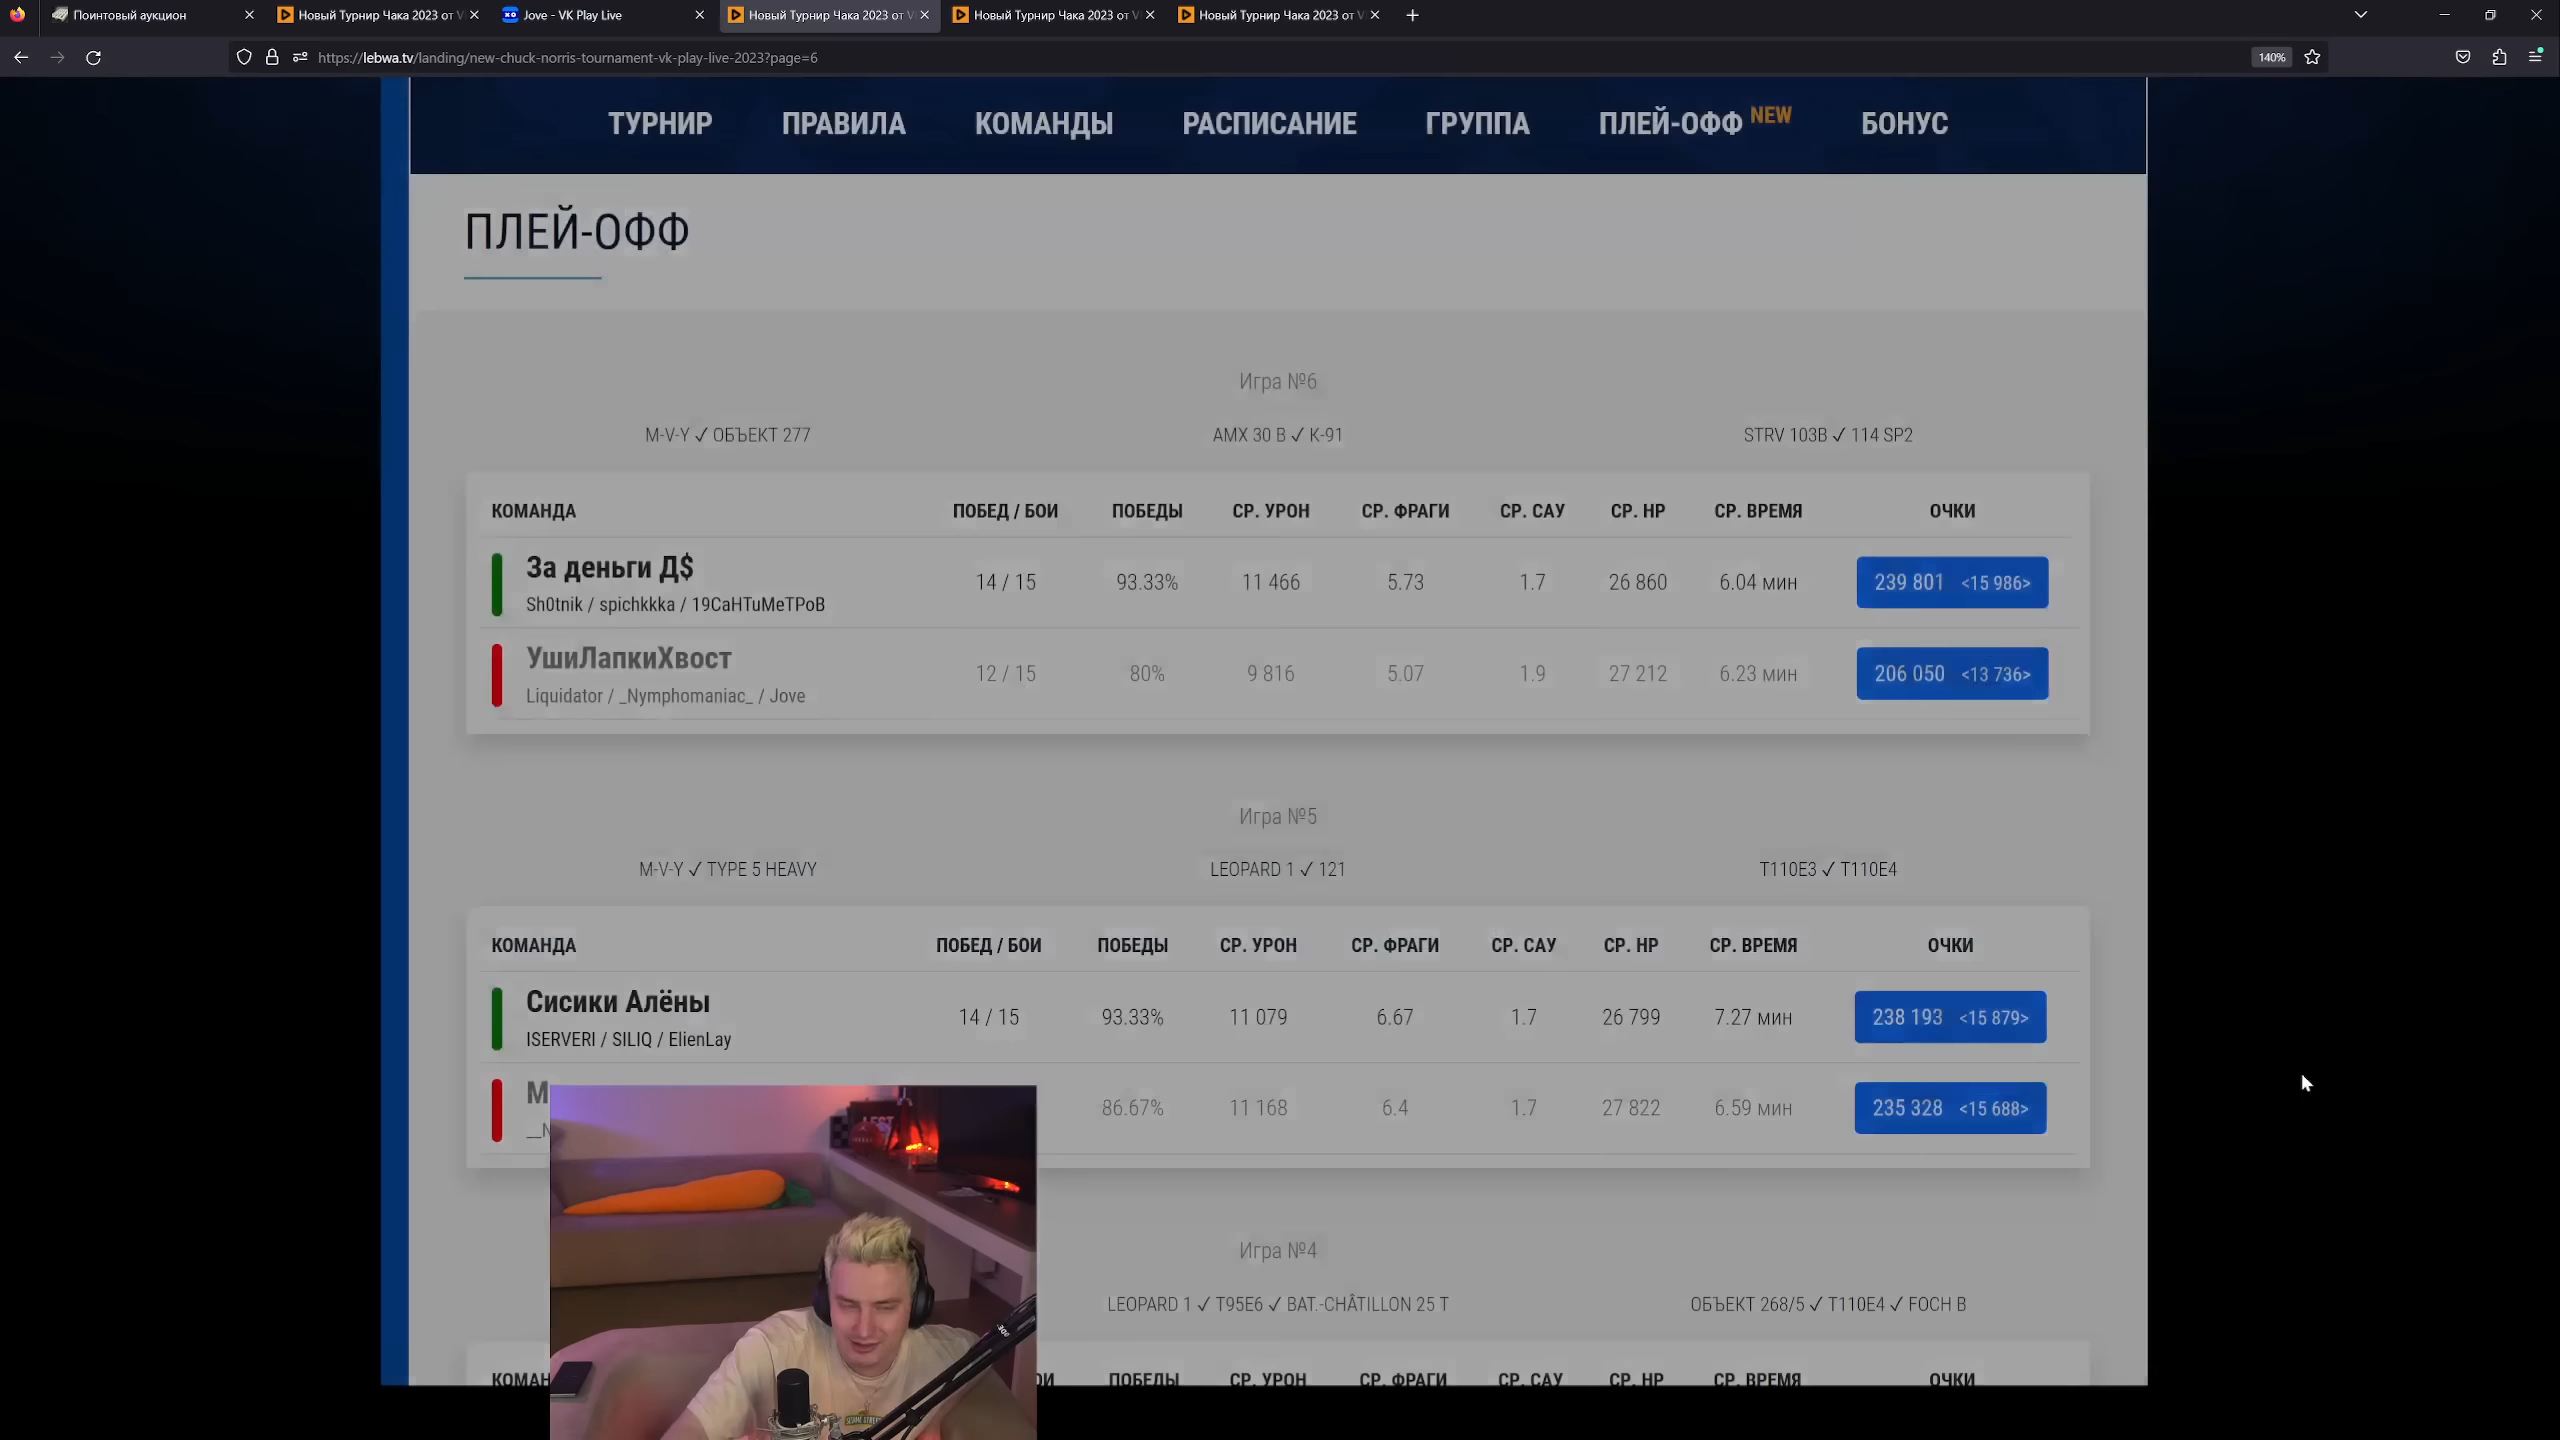 Поинтовый аукцион
Новый Турнир Чака 2023 от V
Jove - VK Play Live
Новый Турнир Чака 2023 от V
Новый Турнир Чака 2023 от V
Новый Турнир Чака 2023 от V
https://lebwa.tv/landing/new-chuck-norris-tournament-vk-play-live-2023?page=6
140%
ТУРНИР ПРАВИЛА КОМАНДЫ РАСПИСАНИЕ ГРУППА ПЛЕЙ-ОФФ NEW БОНУС
ПЛЕЙ-ОФФ
Игра №6
M-V-Y ✓ ОБЪЕКТ 277 AMX 30 B ✓ K-91 STRV 103B ✓ 114 SP2
КОМАНДА ПОБЕД / БОИ ПОБЕДЫ СР. УРОН СР. ФРАГИ СР. САУ СР. HP СР. ВРЕМЯ ОЧКИ
За деньги Д$
Sh0tnik / spichkkka / 19CaHTuMeTPoB
14 / 15 93.33% 11 466 5.73 1.7 26 860 6.04 мин 239 801 <15 986>
УшиЛапкиХвост
Liquidator / _Nymphomaniac_ / Jove
12 / 15 80% 9 816 5.07 1.9 27 212 6.23 мин 206 050 <13 736>
Игра №5
M-V-Y ✓ TYPE 5 HEAVY LEOPARD 1 ✓ 121 T110E3 ✓ T110E4
КОМАНДА ПОБЕД / БОИ ПОБЕДЫ СР. УРОН СР. ФРАГИ СР. САУ СР. HP СР. ВРЕМЯ ОЧКИ
Сисики Алёны
ISERVERI / SILIQ / ElienLay
14 / 15 93.33% 11 079 6.67 1.7 26 799 7.27 мин 238 193 <15 879>
86.67% 11 168 6.4 1.7 27 822 6.59 мин 235 328 <15 688>
Игра №4
LEOPARD 1 ✓ T95E6 ✓ BAT.-CHÂTILLON 25 T ОБЪЕКТ 268/5 ✓ T110E4 ✓ FOCH B
ПОБЕДЫ СР. УРОН СР. ФРАГИ СР. САУ СР. HP СР. ВРЕМЯ ОЧКИ